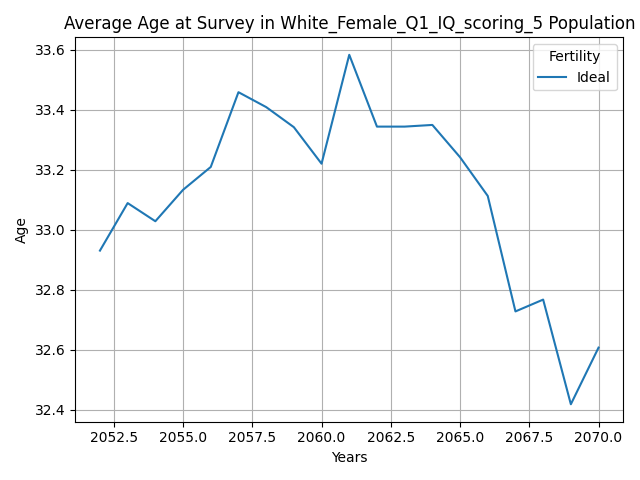 Average Age at Survey in White_Female_Q1_IQ_scoring_5 Population
33.6
33.4
33.2
33.0
32.8
32.6
32.4
Age
Fertility
Ideal
2052.5 2055.0 2057.5 2060.0 2062.5 2065.0 2067.5 2070.0
Years